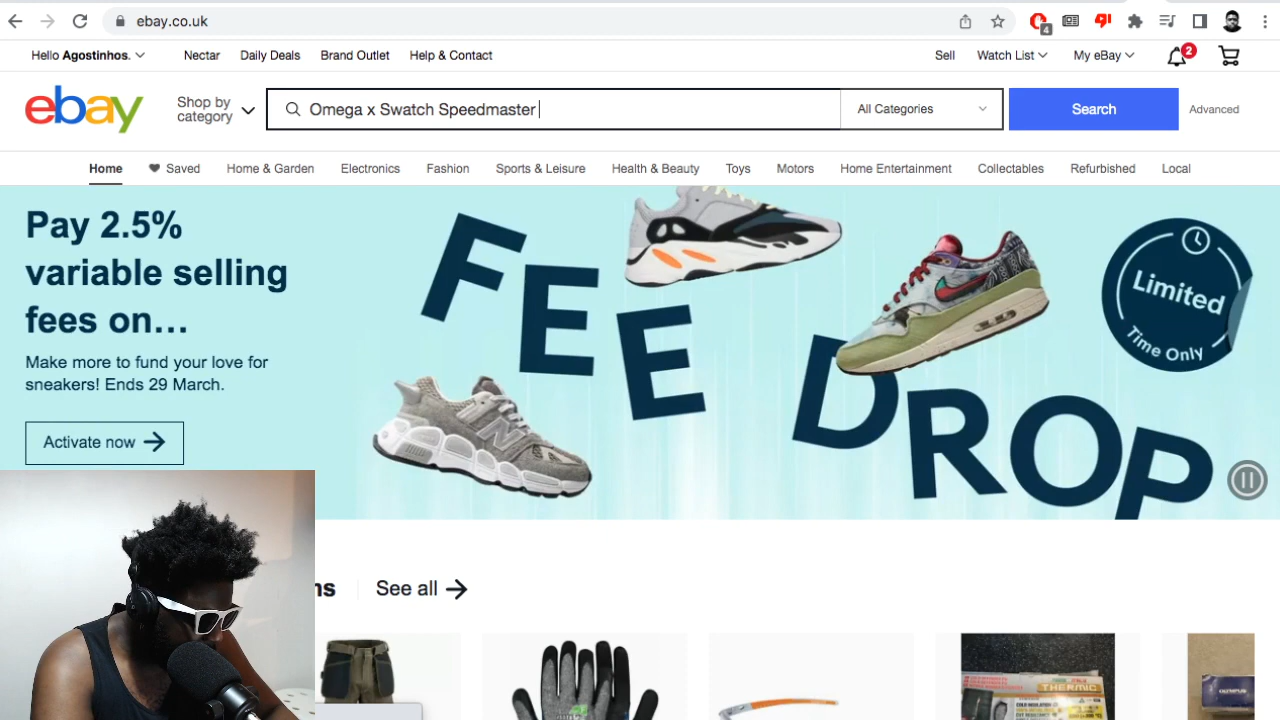 ebay.co.uk
4
Hello Agostinhos.
Nectar
Daily Deals
Brand Outlet
Help & Contact
Sell
Watch List
My eBay
2
ebay
Shop by
category
Omega x Swatch Speedmaster
All Categories
Search
Advanced
Home
Saved
Home & Garden
Electronics
Fashion
Sports & Leisure
Health & Beauty
Toys
Motors
Home Entertainment
Collectables
Refurbished
Local
Pay 2.5%
variable selling
fees on...
Make more to fund your love for
sneakers! Ends 29 March.
Activate now
FEE
DROP
Limited
Time Only
ns
See all
THERMIC
OLYMPUS